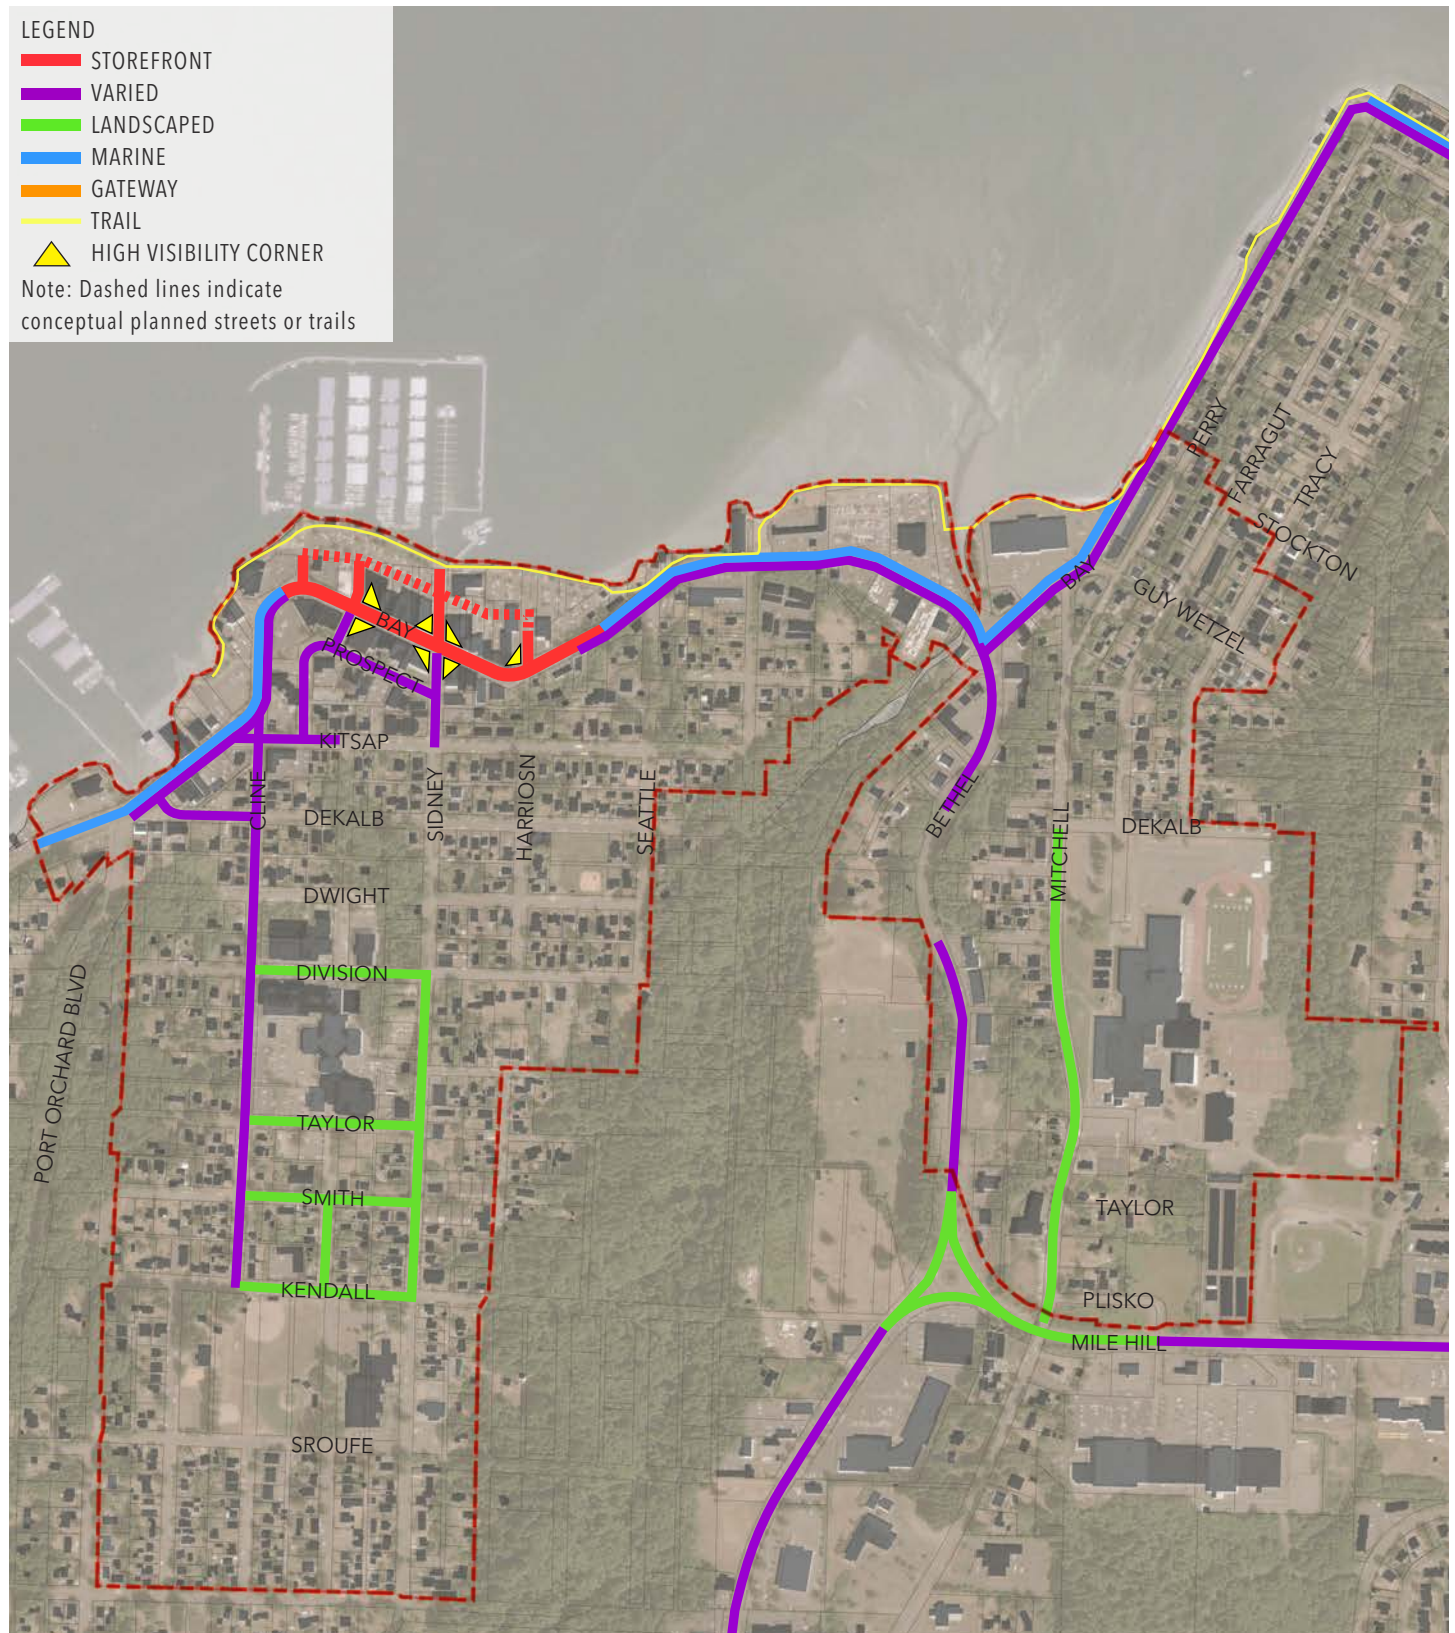 LEGEND
STOREFRONT
VARIED
LANDSCAPED
MARINE
GATEWAY
TRAIL
HIGH VISIBILITY CORNER
Note: Dashed lines indicate
conceptual planned streets or trails
PERRY
FARRAGUT
TRACY
STOCKTON
BAY
GUY WETZEL
BAY
PROSPECT
KITSAP
CLINE
DEKALB
SIDNEY
HARRIOSN
SEATTLE
BETHEL
MITCHELL
DEKALB
DWIGHT
DIVISION
PORT ORCHARD BLVD
TAYLOR
SMITH
TAYLOR
KENDALL
PLISKO
MILE HILL
SROUFE